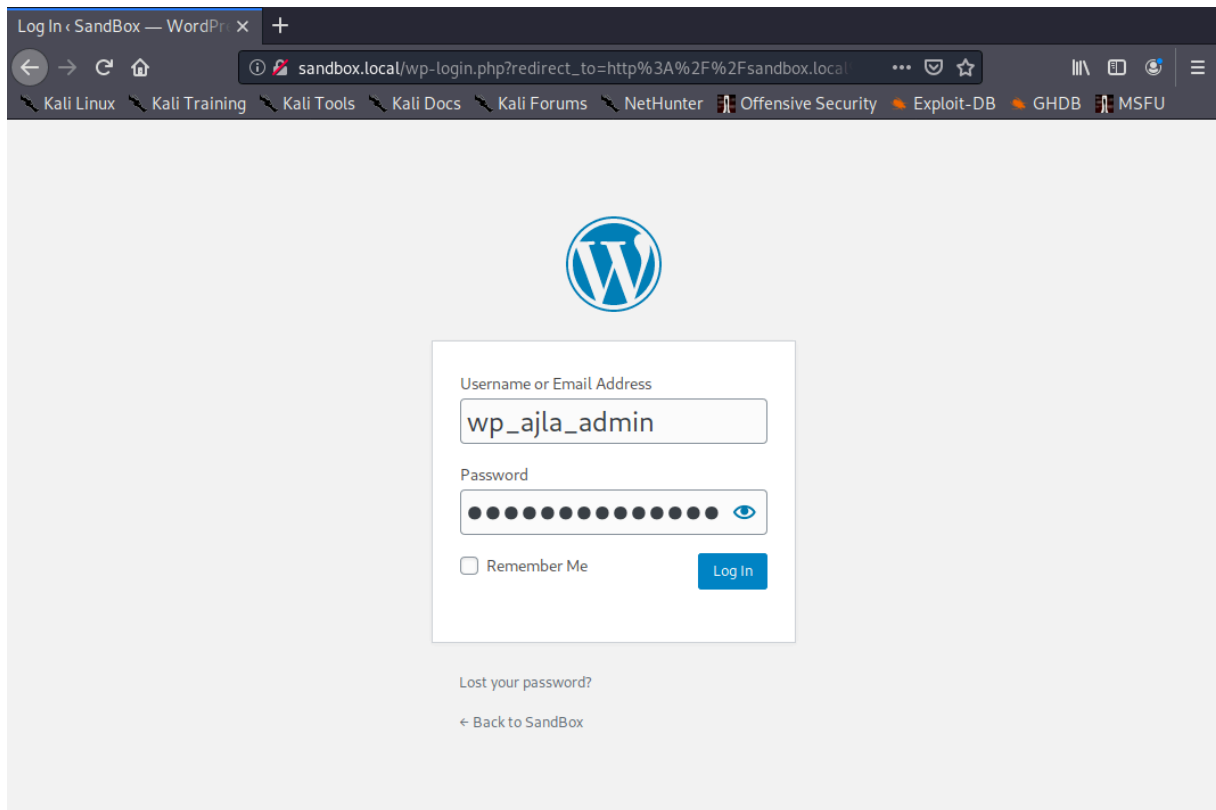 Log In ‹ SandBox — WordPr
sandbox.local/wp-login.php?redirect_to=http%3A%2F%2Fsandbox.local
Kali Linux Kali Training Kali Tools Kali Docs Kali Forums NetHunter Offensive Security Exploit-DB GHDB MSFU
Username or Email Address
wp_ajla_admin
Password
●●●●●●●●●●●●●●
Remember Me Log In
Lost your password?
← Back to SandBox